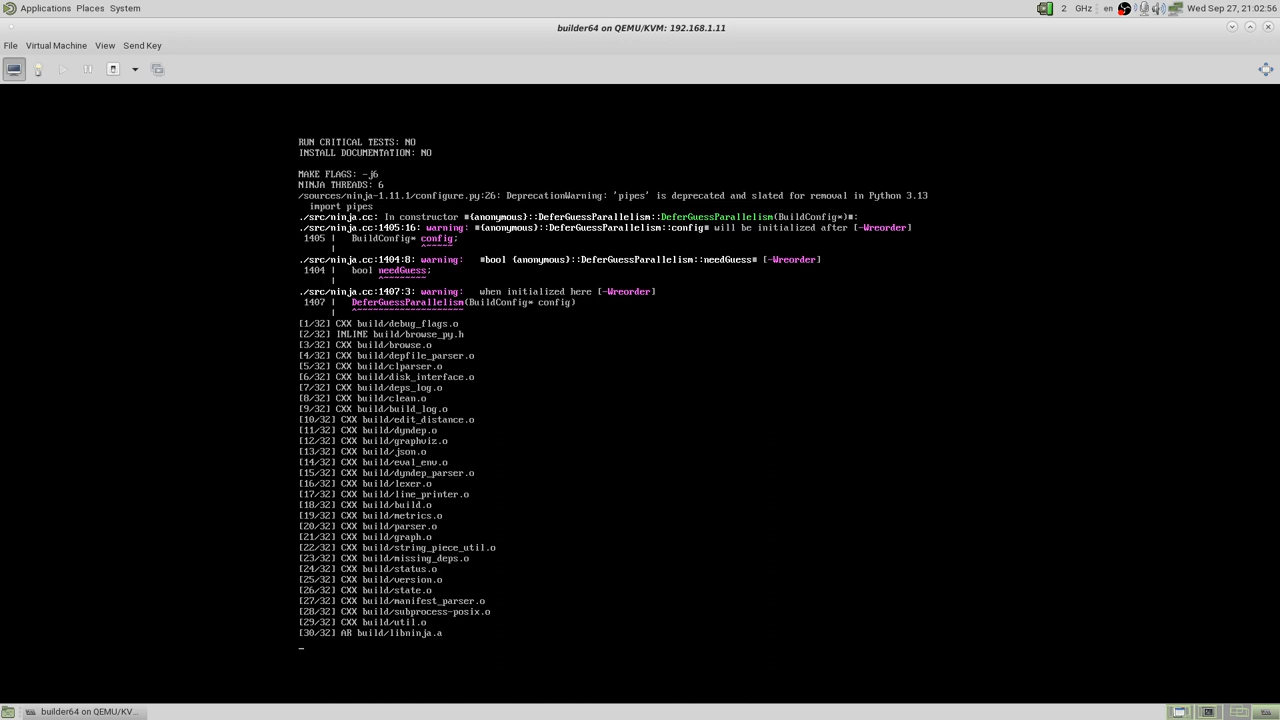 Applications Places System
2 GHz en Wed Sep 27, 21:02:56
builder64 on QEMU/KVM: 192.168.1.11
File Virtual Machine View Send Key
RUN CRITICAL TESTS: NO
INSTALL DOCUMENTATION: NO
MAKE FLAGS: -j6
NINJA THREADS: 6
/sources/ninja-1.11.1/configure.py:26: DeprecationWarning: 'pipes' is deprecated and slated for removal in Python 3.13
import pipes
./src/ninja.cc: In constructor ■{anonymous}::DeferGuessParallelism::DeferGuessParallelism(BuildConfig*)■:
./src/ninja.cc:1405:16: warning: ■{anonymous}::DeferGuessParallelism::config■ will be initialized after [-Wreorder]
1405 |   BuildConfig* config;
|                ^~~~~~
./src/ninja.cc:1404:8: warning:   ■bool {anonymous}::DeferGuessParallelism::needGuess■ [-Wreorder]
1404 |   bool needGuess;
|        ^~~~~~~~~
./src/ninja.cc:1407:3: warning:   when initialized here [-Wreorder]
1407 |   DeferGuessParallelism(BuildConfig* config)
|   ^~~~~~~~~~~~~~~~~~~~~
[1/32] CXX build/debug_flags.o
[2/32] INLINE build/browse_py.h
[3/32] CXX build/browse.o
[4/32] CXX build/depfile_parser.o
[5/32] CXX build/clparser.o
[6/32] CXX build/disk_interface.o
[7/32] CXX build/deps_log.o
[8/32] CXX build/clean.o
[9/32] CXX build/build_log.o
[10/32] CXX build/edit_distance.o
[11/32] CXX build/dyndep.o
[12/32] CXX build/graphviz.o
[13/32] CXX build/json.o
[14/32] CXX build/eval_env.o
[15/32] CXX build/dyndep_parser.o
[16/32] CXX build/lexer.o
[17/32] CXX build/line_printer.o
[18/32] CXX build/build.o
[19/32] CXX build/metrics.o
[20/32] CXX build/parser.o
[21/32] CXX build/graph.o
[22/32] CXX build/string_piece_util.o
[23/32] CXX build/missing_deps.o
[24/32] CXX build/status.o
[25/32] CXX build/version.o
[26/32] CXX build/state.o
[27/32] CXX build/manifest_parser.o
[28/32] CXX build/subprocess-posix.o
[29/32] CXX build/util.o
[30/32] AR build/libninja.a
_
builder64 on QEMU/KV...